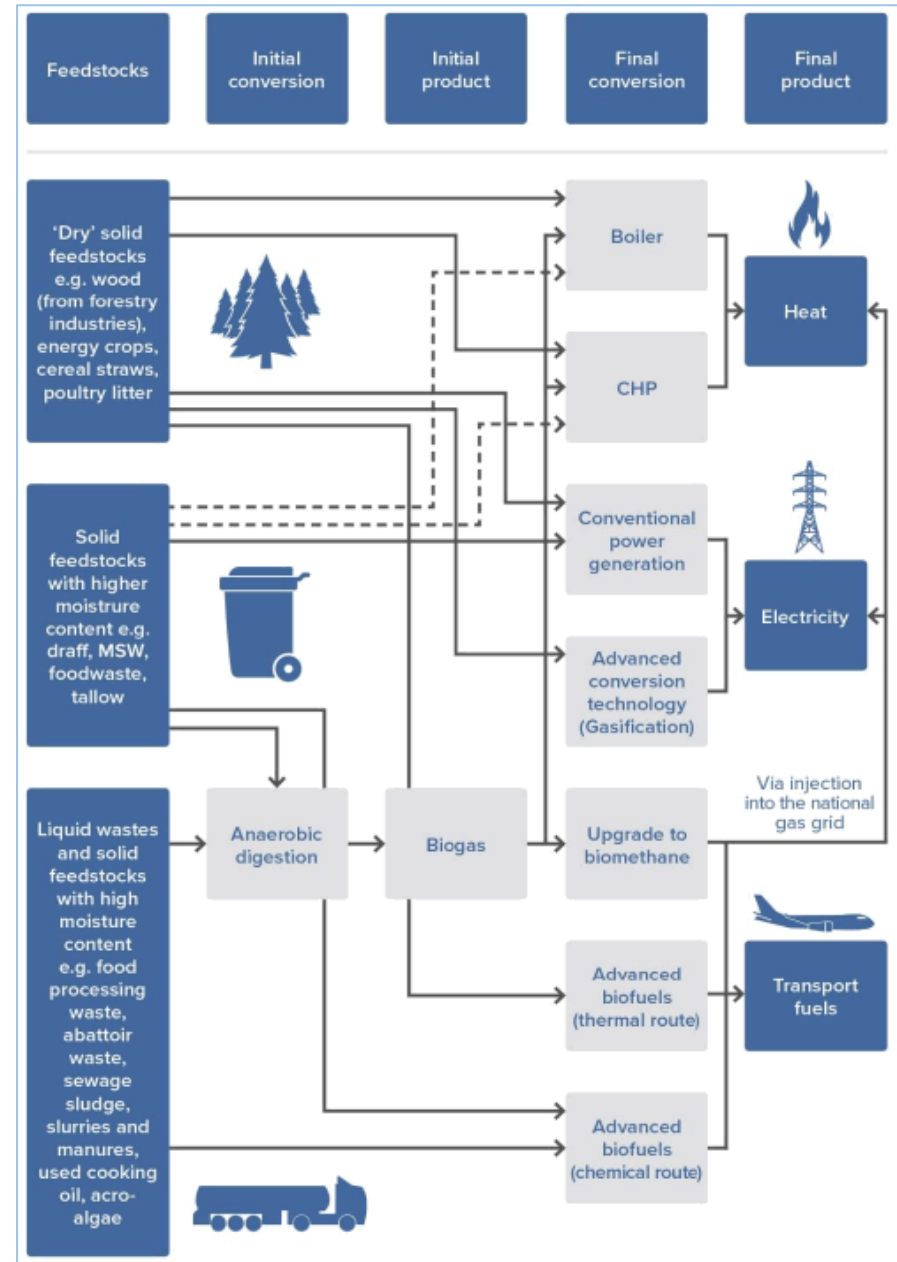 Feedstocks
Initial
conversion
Initial
product
Final
conversion
Final
product
‘Dry’ solid
feedstocks
e.g. wood
(from forestry
industries),
energy crops,
cereal straws,
poultry litter
Boiler
Heat
CHP
Solid
feedstocks
with higher
moistrure
content e.g.
draff, MSW,
foodwaste,
tallow
Conventional
power
generation
Electricity
Advanced
conversion
technology
(Gasification)
Via injection
into the national
gas grid
Liquid wastes
and solid
feedstocks
with high
moisture
content
e.g. food
processing
waste,
abattoir
waste,
sewage
sludge,
slurries and
manures,
used cooking
oil, acro-
algae
Anaerobic
digestion
Biogas
Upgrade to
biomethane
Advanced
biofuels
(thermal route)
Transport
fuels
Advanced
biofuels
(chemical route)